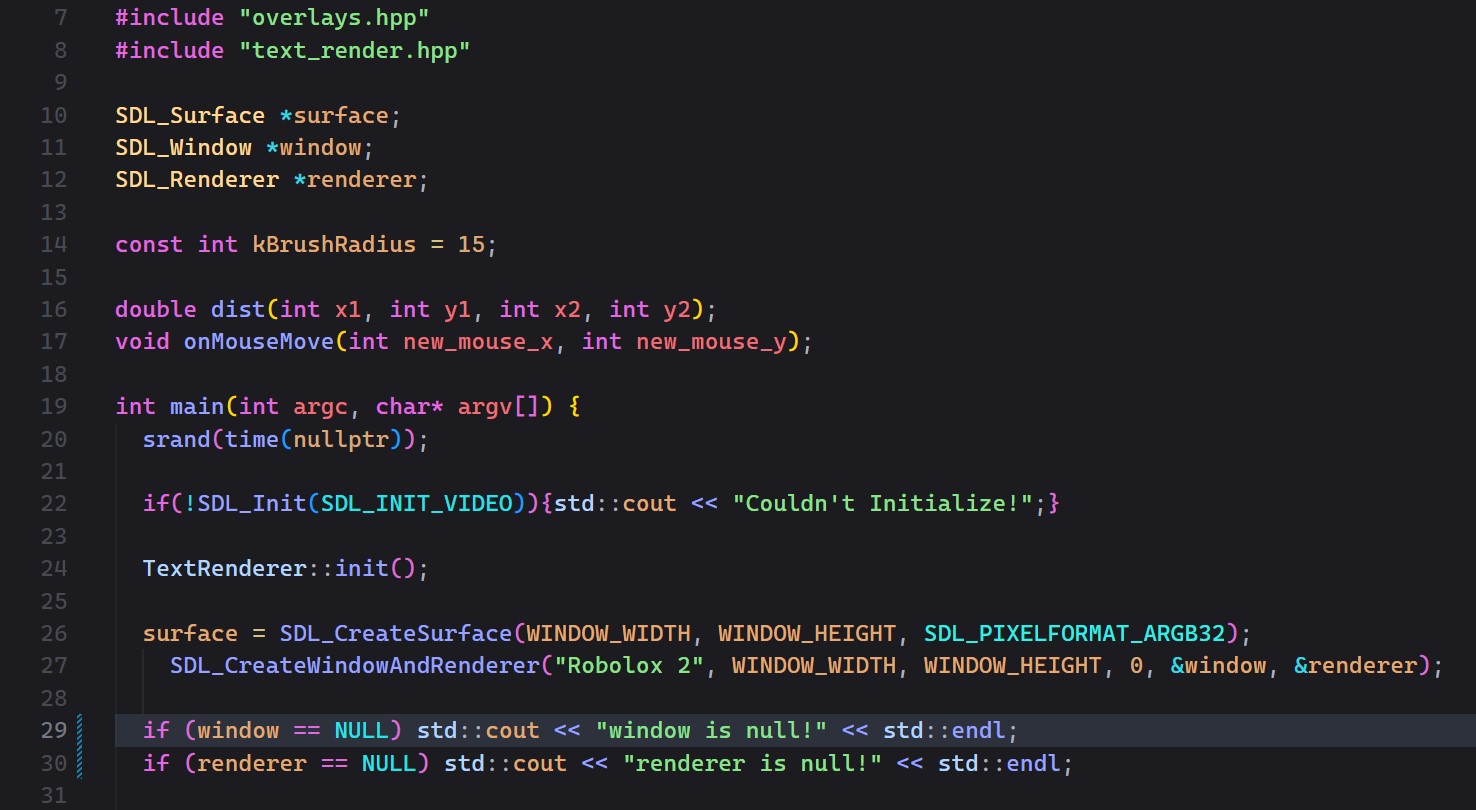 7 #include "overlays.hpp"
8 #include "text_render.hpp"
9
10 SDL_Surface *surface;
11 SDL_Window *window;
12 SDL_Renderer *renderer;
13
14 const int kBrushRadius = 15;
15
16 double dist(int x1, int y1, int x2, int y2);
17 void onMouseMove(int new_mouse_x, int new_mouse_y);
18
19 int main(int argc, char* argv[]) {
20   srand(time(nullptr));
21
22   if(!SDL_Init(SDL_INIT_VIDEO)){std::cout << "Couldn't Initialize!";}
23
24   TextRenderer::init();
25
26   surface = SDL_CreateSurface(WINDOW_WIDTH, WINDOW_HEIGHT, SDL_PIXELFORMAT_ARGB32);
27     SDL_CreateWindowAndRenderer("Robolox 2", WINDOW_WIDTH, WINDOW_HEIGHT, 0, &window, &renderer);
28
29   if (window == NULL) std::cout << "window is null!" << std::endl;
30   if (renderer == NULL) std::cout << "renderer is null!" << std::endl;
31